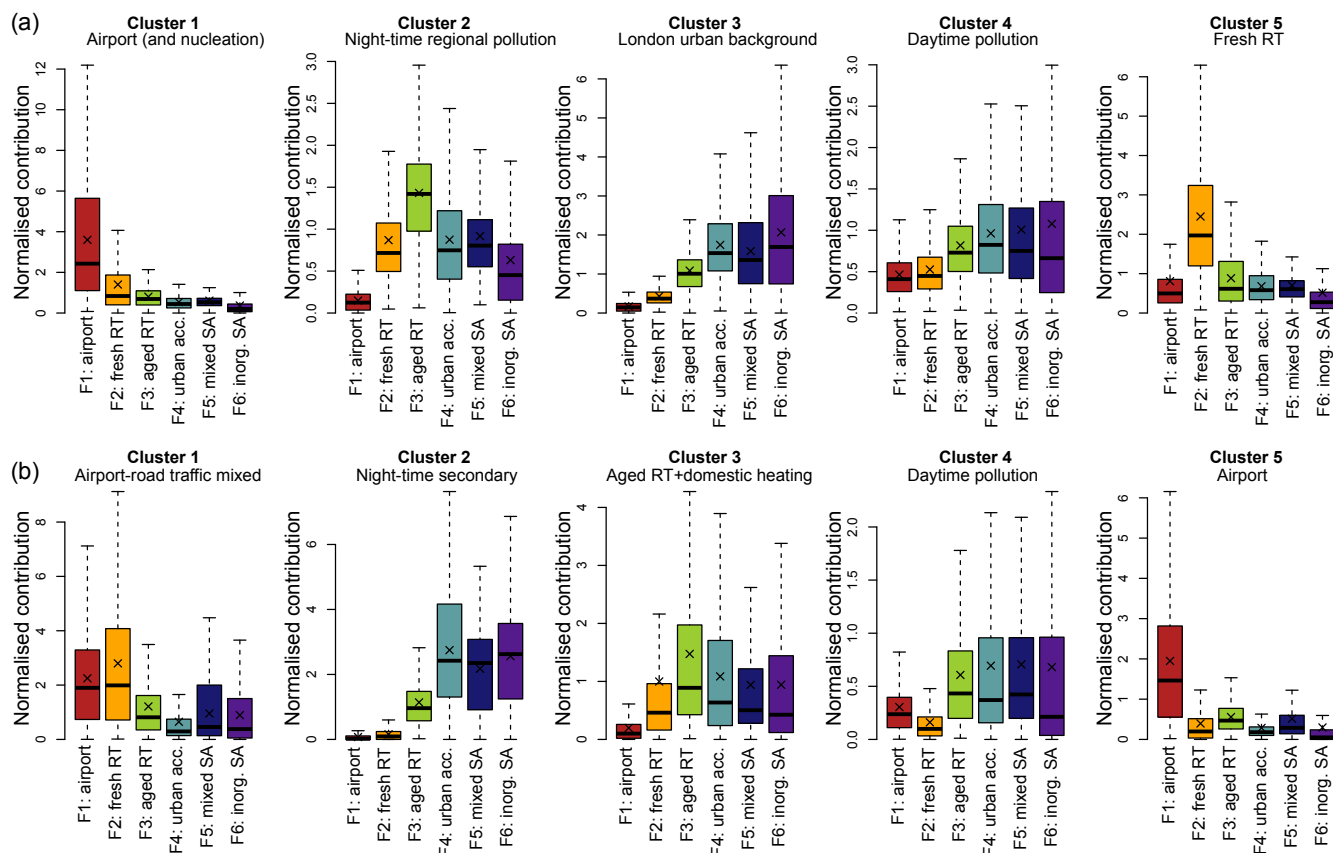 (a)
Cluster 1
Airport (and nucleation)
Normalised contribution
0 2 4 6 8 10 12
F1: airport
F2: fresh RT
F3: aged RT
F4: urban acc.
F5: mixed SA
F6: inorg. SA
Cluster 2
Night-time regional pollution
Normalised contribution
0.0 0.5 1.0 1.5 2.0 2.5 3.0
F1: airport
F2: fresh RT
F3: aged RT
F4: urban acc.
F5: mixed SA
F6: inorg. SA
Cluster 3
London urban background
Normalised contribution
0 1 2 3 4 5 6
F1: airport
F2: fresh RT
F3: aged RT
F4: urban acc.
F5: mixed SA
F6: inorg. SA
Cluster 4
Daytime pollution
Normalised contribution
0.0 0.5 1.0 1.5 2.0 2.5 3.0
F1: airport
F2: fresh RT
F3: aged RT
F4: urban acc.
F5: mixed SA
F6: inorg. SA
Cluster 5
Fresh RT
Normalised contribution
0 1 2 3 4 5 6
F1: airport
F2: fresh RT
F3: aged RT
F4: urban acc.
F5: mixed SA
F6: inorg. SA
(b)
Cluster 1
Airport-road traffic mixed
Normalised contribution
0 2 4 6 8
F1: airport
F2: fresh RT
F3: aged RT
F4: urban acc.
F5: mixed SA
F6: inorg. SA
Cluster 2
Night-time secondary
Normalised contribution
0 2 4 6
F1: airport
F2: fresh RT
F3: aged RT
F4: urban acc.
F5: mixed SA
F6: inorg. SA
Cluster 3
Aged RT+domestic heating
Normalised contribution
0 1 2 3 4
F1: airport
F2: fresh RT
F3: aged RT
F4: urban acc.
F5: mixed SA
F6: inorg. SA
Cluster 4
Daytime pollution
Normalised contribution
0.0 0.5 1.0 1.5 2.0
F1: airport
F2: fresh RT
F3: aged RT
F4: urban acc.
F5: mixed SA
F6: inorg. SA
Cluster 5
Airport
Normalised contribution
0 1 2 3 4 5 6
F1: airport
F2: fresh RT
F3: aged RT
F4: urban acc.
F5: mixed SA
F6: inorg. SA